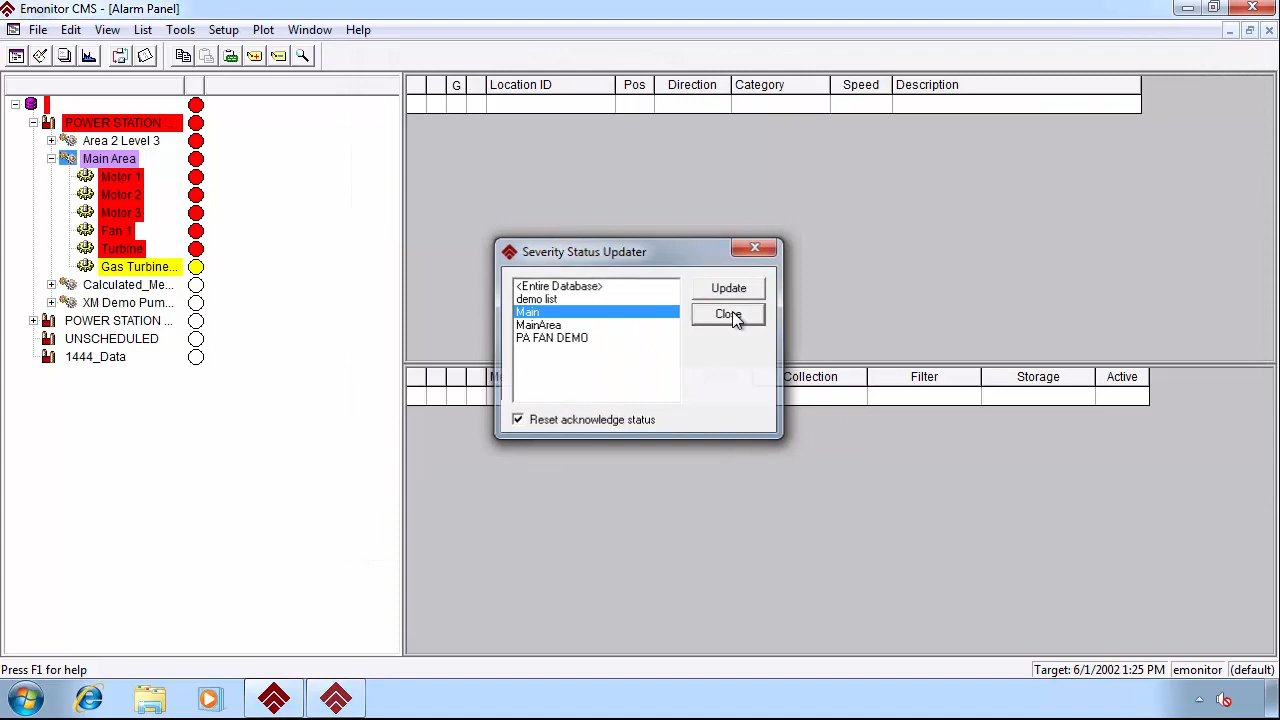 Emonitor CMS - [Alarm Panel]
File Edit View List Tools Setup Plot Window Help
G Location ID Pos Direction Category Speed Description
POWER STATION ...
Area 2 Level 3
Main Area
Motor 1
Motor 2
Motor 3
Fan 1
Turbine
Gas Turbine...
Calculated_Me...
XM Demo Pum...
POWER STATION ...
UNSCHEDULED
1444_Data
Severity Status Updater
<Entire Database>
demo list
Main
MainArea
PA FAN DEMO
Update
Close
Reset acknowledge status
Collection Filter Storage Active
Press F1 for help
Target: 6/1/2002 1:25 PM emonitor (default)